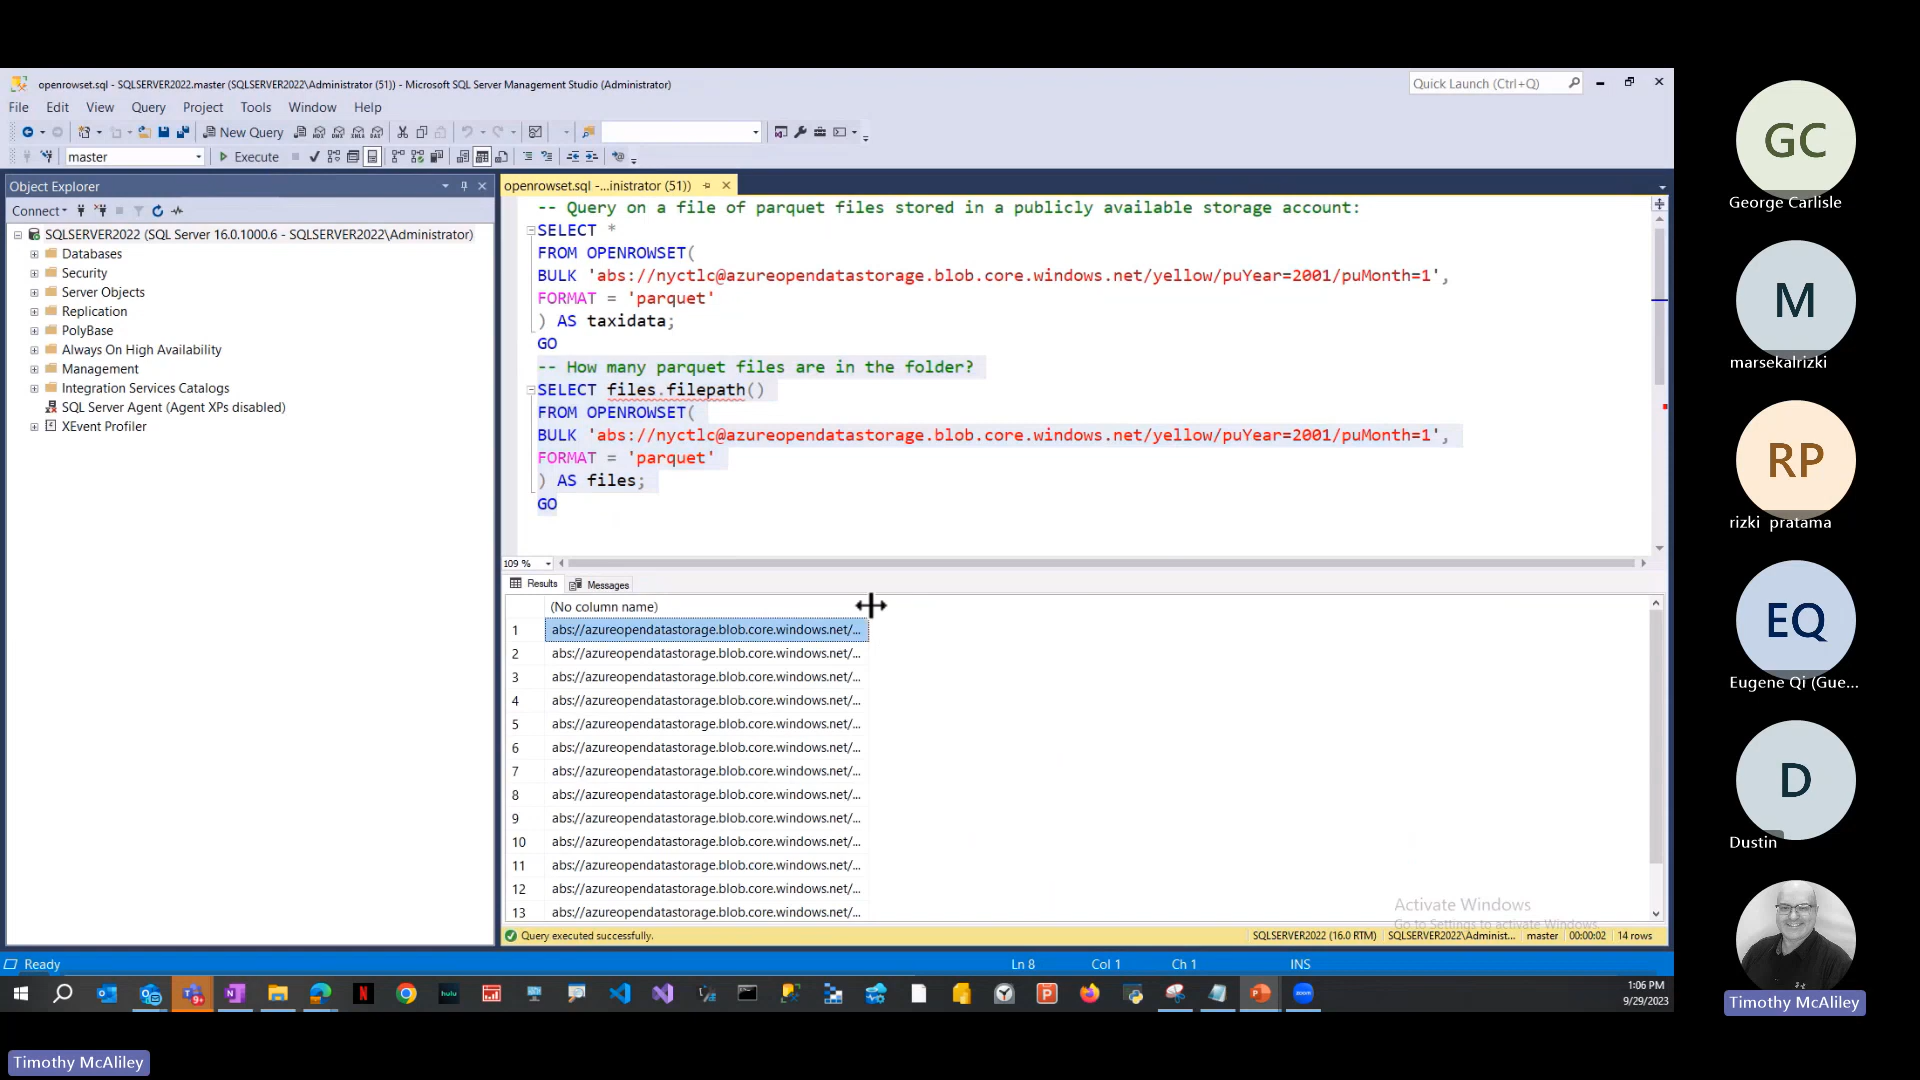 openrowset.sql - SQLSERVER2022.master (SQLSERVER2022\Administrator (51)) - Microsoft SQL Server Management Studio (Administrator)
Quick Launch (Ctrl+Q)
File Edit View Query Project Tools Window Help
New Query
master
Execute
Object Explorer
Connect
SQLSERVER2022 (SQL Server 16.0.1000.6 - SQLSERVER2022\Administrator)
Databases
Security
Server Objects
Replication
PolyBase
Always On High Availability
Management
Integration Services Catalogs
SQL Server Agent (Agent XPs disabled)
XEvent Profiler
openrowset.sql -...inistrator (51))
-- Query on a file of parquet files stored in a publicly available storage account:
SELECT *
FROM OPENROWSET(
BULK 'abs://nyctlc@azureopendatastorage.blob.core.windows.net/yellow/puYear=2001/puMonth=1',
FORMAT = 'parquet'
) AS taxidata;
GO
-- How many parquet files are in the folder?
SELECT files.filepath()
FROM OPENROWSET(
BULK 'abs://nyctlc@azureopendatastorage.blob.core.windows.net/yellow/puYear=2001/puMonth=1',
FORMAT = 'parquet'
) AS files;
GO
109 %
Results Messages
(No column name)
1 abs://azureopendatastorage.blob.core.windows.net/...
2 abs://azureopendatastorage.blob.core.windows.net/...
3 abs://azureopendatastorage.blob.core.windows.net/...
4 abs://azureopendatastorage.blob.core.windows.net/...
5 abs://azureopendatastorage.blob.core.windows.net/...
6 abs://azureopendatastorage.blob.core.windows.net/...
7 abs://azureopendatastorage.blob.core.windows.net/...
8 abs://azureopendatastorage.blob.core.windows.net/...
9 abs://azureopendatastorage.blob.core.windows.net/...
10 abs://azureopendatastorage.blob.core.windows.net/...
11 abs://azureopendatastorage.blob.core.windows.net/...
12 abs://azureopendatastorage.blob.core.windows.net/...
13 abs://azureopendatastorage.blob.core.windows.net/...
Activate Windows
Go to Settings to activate Windows.
Query executed successfully.
SQLSERVER2022 (16.0 RTM) SQLSERVER2022\Administ... master 00:00:02 14 rows
Ready
Ln 8 Col 1 Ch 1 INS
hulu
1:06 PM
9/29/2023
GC
George Carlisle
M
marsekalrizki
RP
rizki pratama
EQ
Eugene Qi (Gue...
D
Dustin
Timothy McAliley
Timothy McAliley